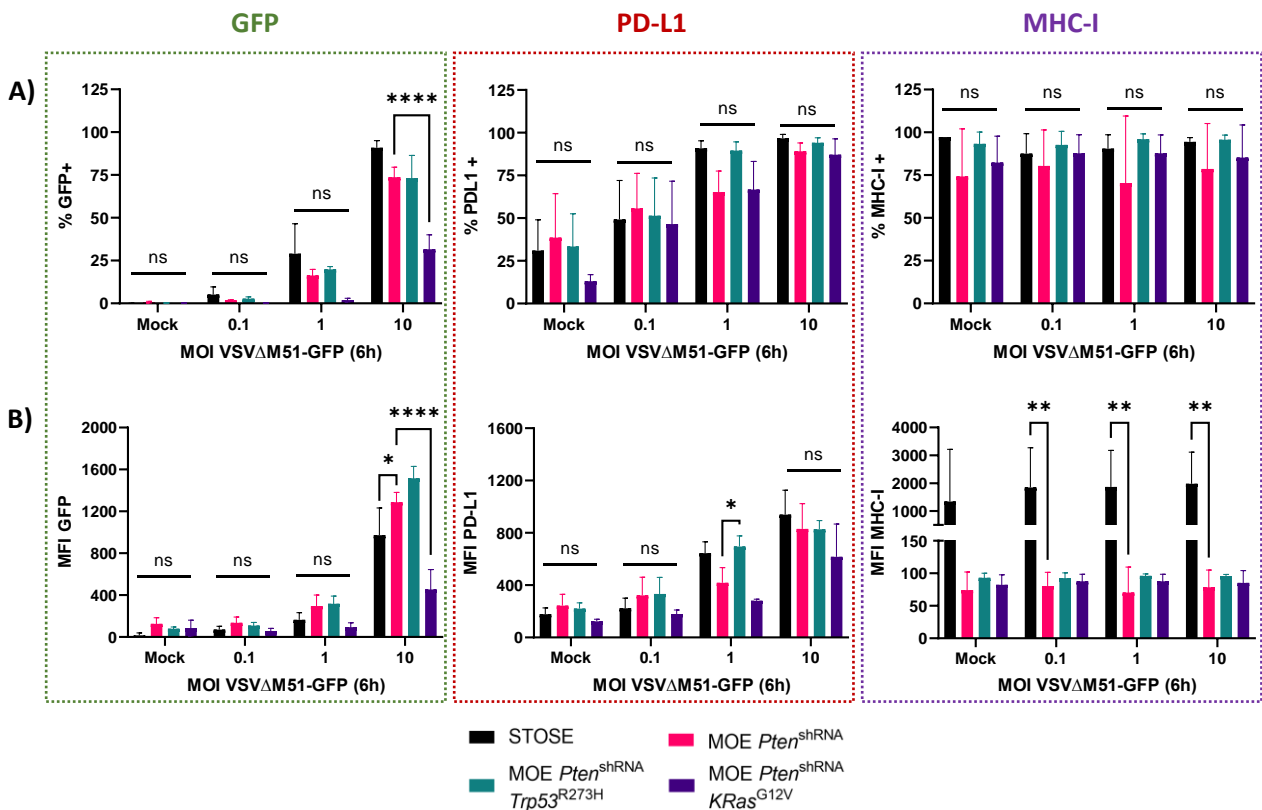 GFP
PD-L1
MHC-I
A)
% GFP+
125
100
75
50
25
0
ns
ns
ns
****
Mock
0.1
1
10
MOI VSVΔM51-GFP (6h)
% PDL1 +
125
100
75
50
25
0
ns
ns
ns
ns
Mock
0.1
1
10
MOI VSVΔM51-GFP (6h)
% MHC-I +
125
100
75
50
25
0
ns
ns
ns
ns
Mock
0.1
1
10
MOI VSVΔM51-GFP (6h)
B)
MFI GFP
2000
1600
1200
800
400
0
ns
ns
ns
*
****
Mock
0.1
1
10
MOI VSVΔM51-GFP (6h)
MFI PD-L1
1600
1200
800
400
0
ns
ns
*
ns
Mock
0.1
1
10
MOI VSVΔM51-GFP (6h)
MFI MHC-I
4000
3000
2000
1000
500
150
100
50
0
**
**
**
Mock
0.1
1
10
MOI VSVΔM51-GFP (6h)
STOSE
MOE Pten^shRNA
MOE Pten^shRNA
Trp53^R273H
MOE Pten^shRNA
KRas^G12V